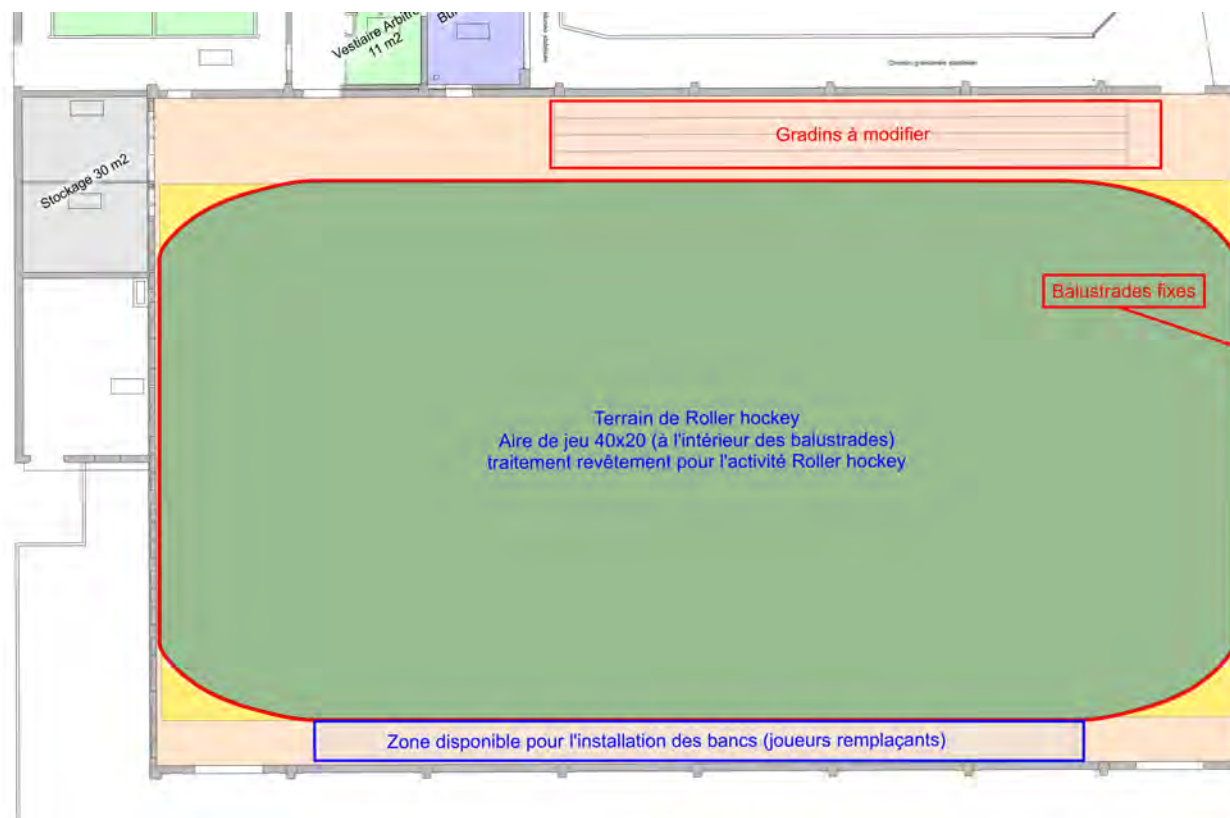 Vestiaire Arbitre
11 m2
Gradins à modifier
Stockage 30 m2
Balustrades fixes
Terrain de Roller hockey
Aire de jeu 40x20 (à l'intérieur des balustrades)
traitement revêtement pour l'activité Roller hockey
Zone disponible pour l'installation des bancs (joueurs remplaçants)